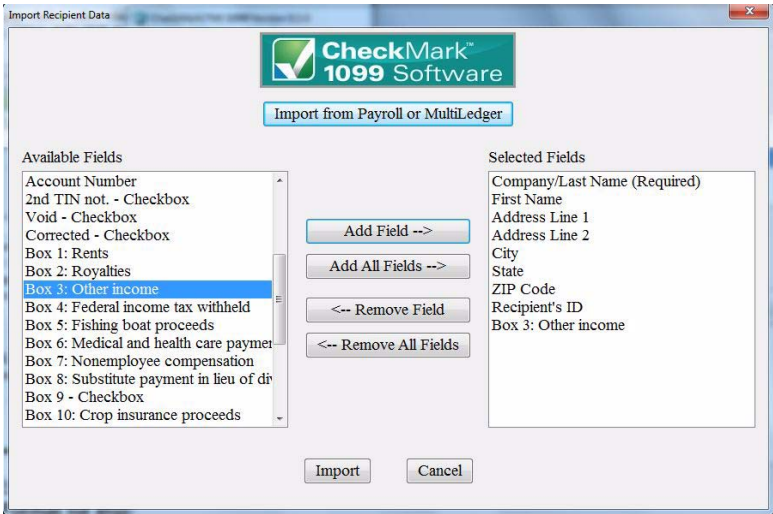 Import Recipient Data
CheckMark™
1099 Software
Import from Payroll or MultiLedger
Available Fields
Account Number
2nd TIN not. - Checkbox
Void - Checkbox
Corrected - Checkbox
Box 1: Rents
Box 2: Royalties
Box 3: Other income
Box 4: Federal income tax withheld
Box 5: Fishing boat proceeds
Box 6: Medical and health care paymer
Box 7: Nonemployee compensation
Box 8: Substitute payment in lieu of di
Box 9 - Checkbox
Box 10: Crop insurance proceeds
Add Field -->
Add All Fields -->
<-- Remove Field
<-- Remove All Fields
Selected Fields
Company/Last Name (Required)
First Name
Address Line 1
Address Line 2
City
State
ZIP Code
Recipient's ID
Box 3: Other income
Import
Cancel